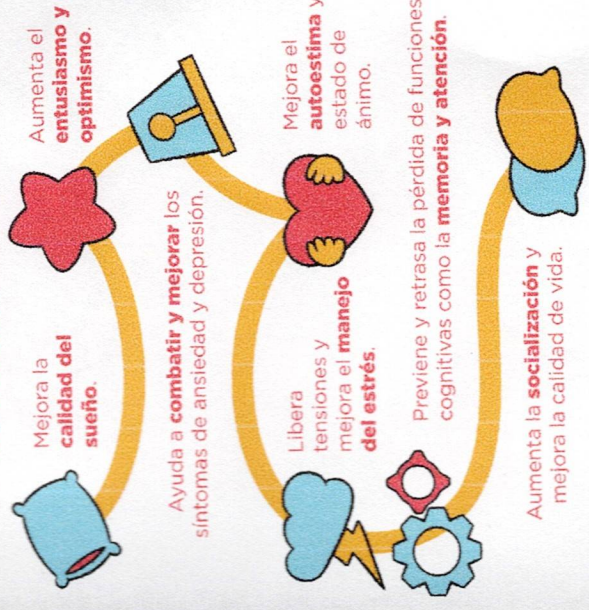 Mejora la
calidad del
sueño.
Aumenta el
entusiasmo y
optimismo.
Ayuda a combatir y mejorar los
síntomas de ansiedad y depresión.
Libera
tensiones y
mejora el manejo
del estrés.
Mejora el
autoestima y
estado de
ánimo.
Previene y retrasa la pérdida de funciones
cognitivas como la memoria y atención.
Aumenta la socialización y
mejora la calidad de vida.